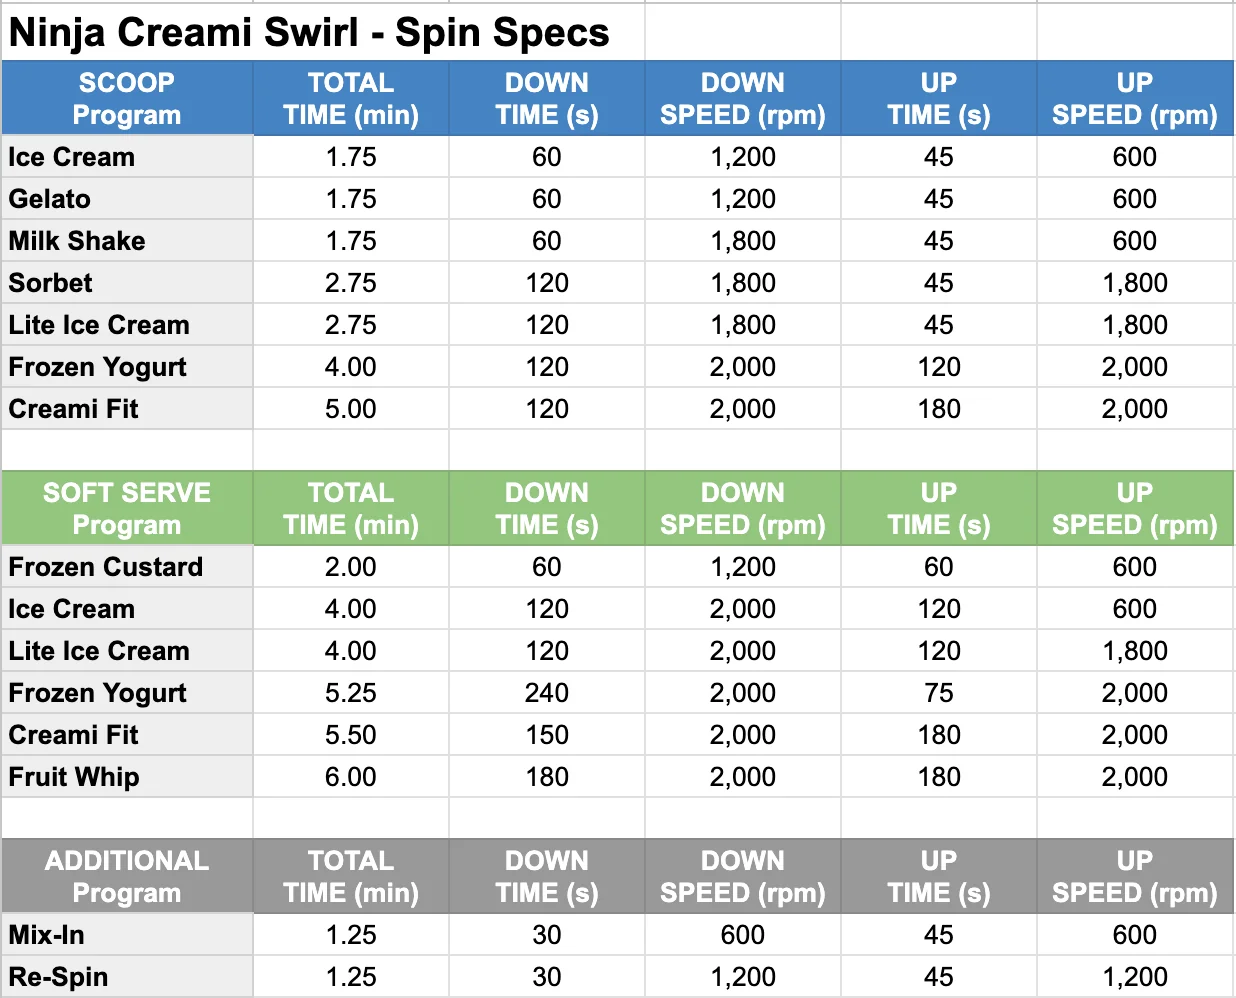 Ninja Creami Swirl - Spin Specs
SCOOP Program TOTAL TIME (min) DOWN TIME (s) DOWN SPEED (rpm) UP TIME (s) UP SPEED (rpm)
Ice Cream 1.75 60 1,200 45 600
Gelato 1.75 60 1,200 45 600
Milk Shake 1.75 60 1,800 45 600
Sorbet 2.75 120 1,800 45 1,800
Lite Ice Cream 2.75 120 1,800 45 1,800
Frozen Yogurt 4.00 120 2,000 120 2,000
Creami Fit 5.00 120 2,000 180 2,000
SOFT SERVE Program TOTAL TIME (min) DOWN TIME (s) DOWN SPEED (rpm) UP TIME (s) UP SPEED (rpm)
Frozen Custard 2.00 60 1,200 60 600
Ice Cream 4.00 120 2,000 120 600
Lite Ice Cream 4.00 120 2,000 120 1,800
Frozen Yogurt 5.25 240 2,000 75 2,000
Creami Fit 5.50 150 2,000 180 2,000
Fruit Whip 6.00 180 2,000 180 2,000
ADDITIONAL Program TOTAL TIME (min) DOWN TIME (s) DOWN SPEED (rpm) UP TIME (s) UP SPEED (rpm)
Mix-In 1.25 30 600 45 600
Re-Spin 1.25 30 1,200 45 1,200